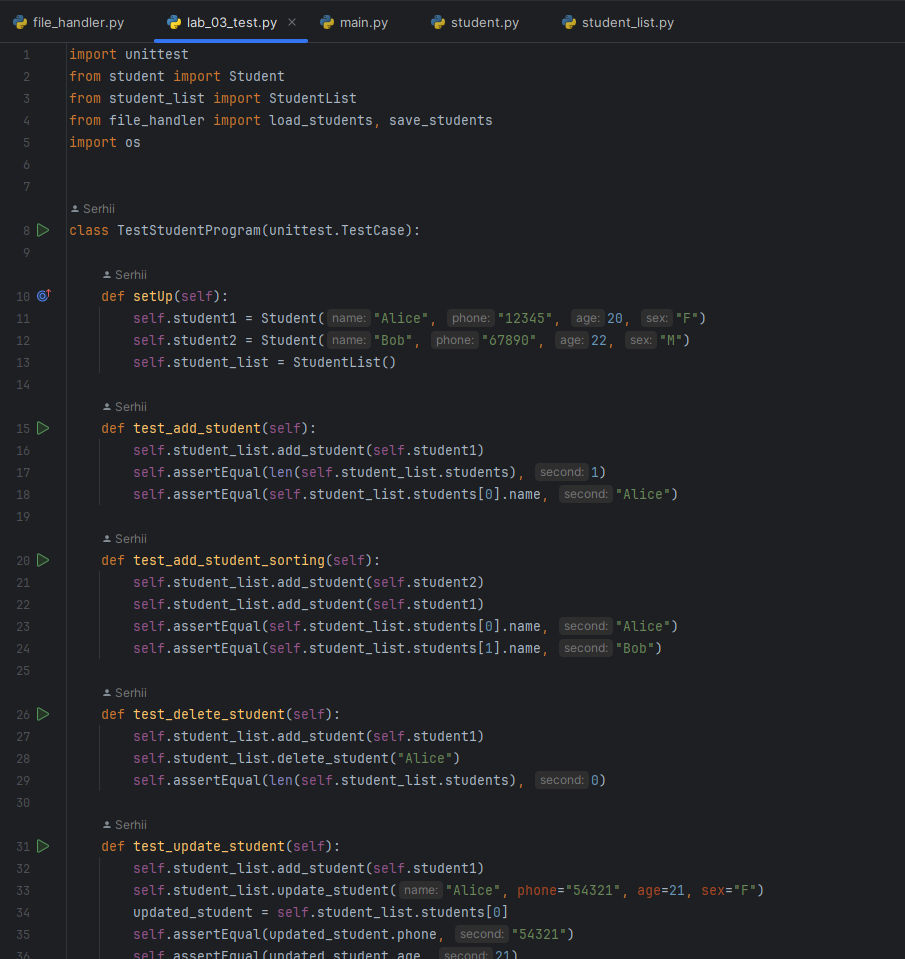 file_handler.py lab_03_test.py × main.py student.py student_list.py
1 import unittest
2 from student import Student
3 from student_list import StudentList
4 from file_handler import load_students, save_students
5 import os
6
7
Serhii
8 class TestStudentProgram(unittest.TestCase):
9
Serhii
10 def setUp(self):
11 self.student1 = Student( name: "Alice", phone: "12345", age: 20, sex: "F")
12 self.student2 = Student( name: "Bob", phone: "67890", age: 22, sex: "M")
13 self.student_list = StudentList()
14
Serhii
15 def test_add_student(self):
16 self.student_list.add_student(self.student1)
17 self.assertEqual(len(self.student_list.students), second: 1)
18 self.assertEqual(self.student_list.students[0].name, second: "Alice")
19
Serhii
20 def test_add_student_sorting(self):
21 self.student_list.add_student(self.student2)
22 self.student_list.add_student(self.student1)
23 self.assertEqual(self.student_list.students[0].name, second: "Alice")
24 self.assertEqual(self.student_list.students[1].name, second: "Bob")
25
Serhii
26 def test_delete_student(self):
27 self.student_list.add_student(self.student1)
28 self.student_list.delete_student("Alice")
29 self.assertEqual(len(self.student_list.students), second: 0)
30
Serhii
31 def test_update_student(self):
32 self.student_list.add_student(self.student1)
33 self.student_list.update_student( name: "Alice", phone="54321", age=21, sex="F")
34 updated_student = self.student_list.students[0]
35 self.assertEqual(updated_student.phone, second: "54321")
36 self.assertEqual(updated_student.age, second: 21)